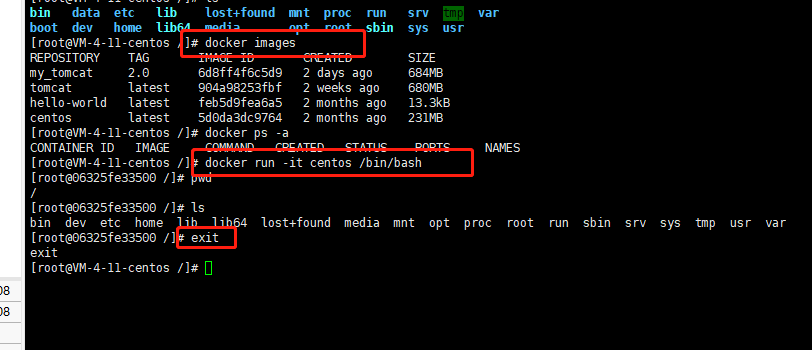 bin data etc lib lost+found mnt proc run srv tmp var
boot dev home lib64 media opt root sbin sys usr
[root@VM-4-11-centos /]# docker images
REPOSITORY TAG IMAGE ID CREATED SIZE
my_tomcat 2.0 6d8ff4f6c5d9 2 days ago 684MB
tomcat latest 904a98253fbf 2 weeks ago 680MB
hello-world latest feb5d9fea6a5 2 months ago 13.3kB
centos latest 5d0da3dc9764 2 months ago 231MB
[root@VM-4-11-centos /]# docker ps -a
CONTAINER ID IMAGE COMMAND CREATED STATUS PORTS NAMES
[root@VM-4-11-centos /]# docker run -it centos /bin/bash
[root@06325fe33500 /]# pwd
/
[root@06325fe33500 /]# ls
bin dev etc home lib lib64 lost+found media mnt opt proc root run sbin srv sys tmp usr var
[root@06325fe33500 /]# exit
exit
[root@VM-4-11-centos /]#
08
08